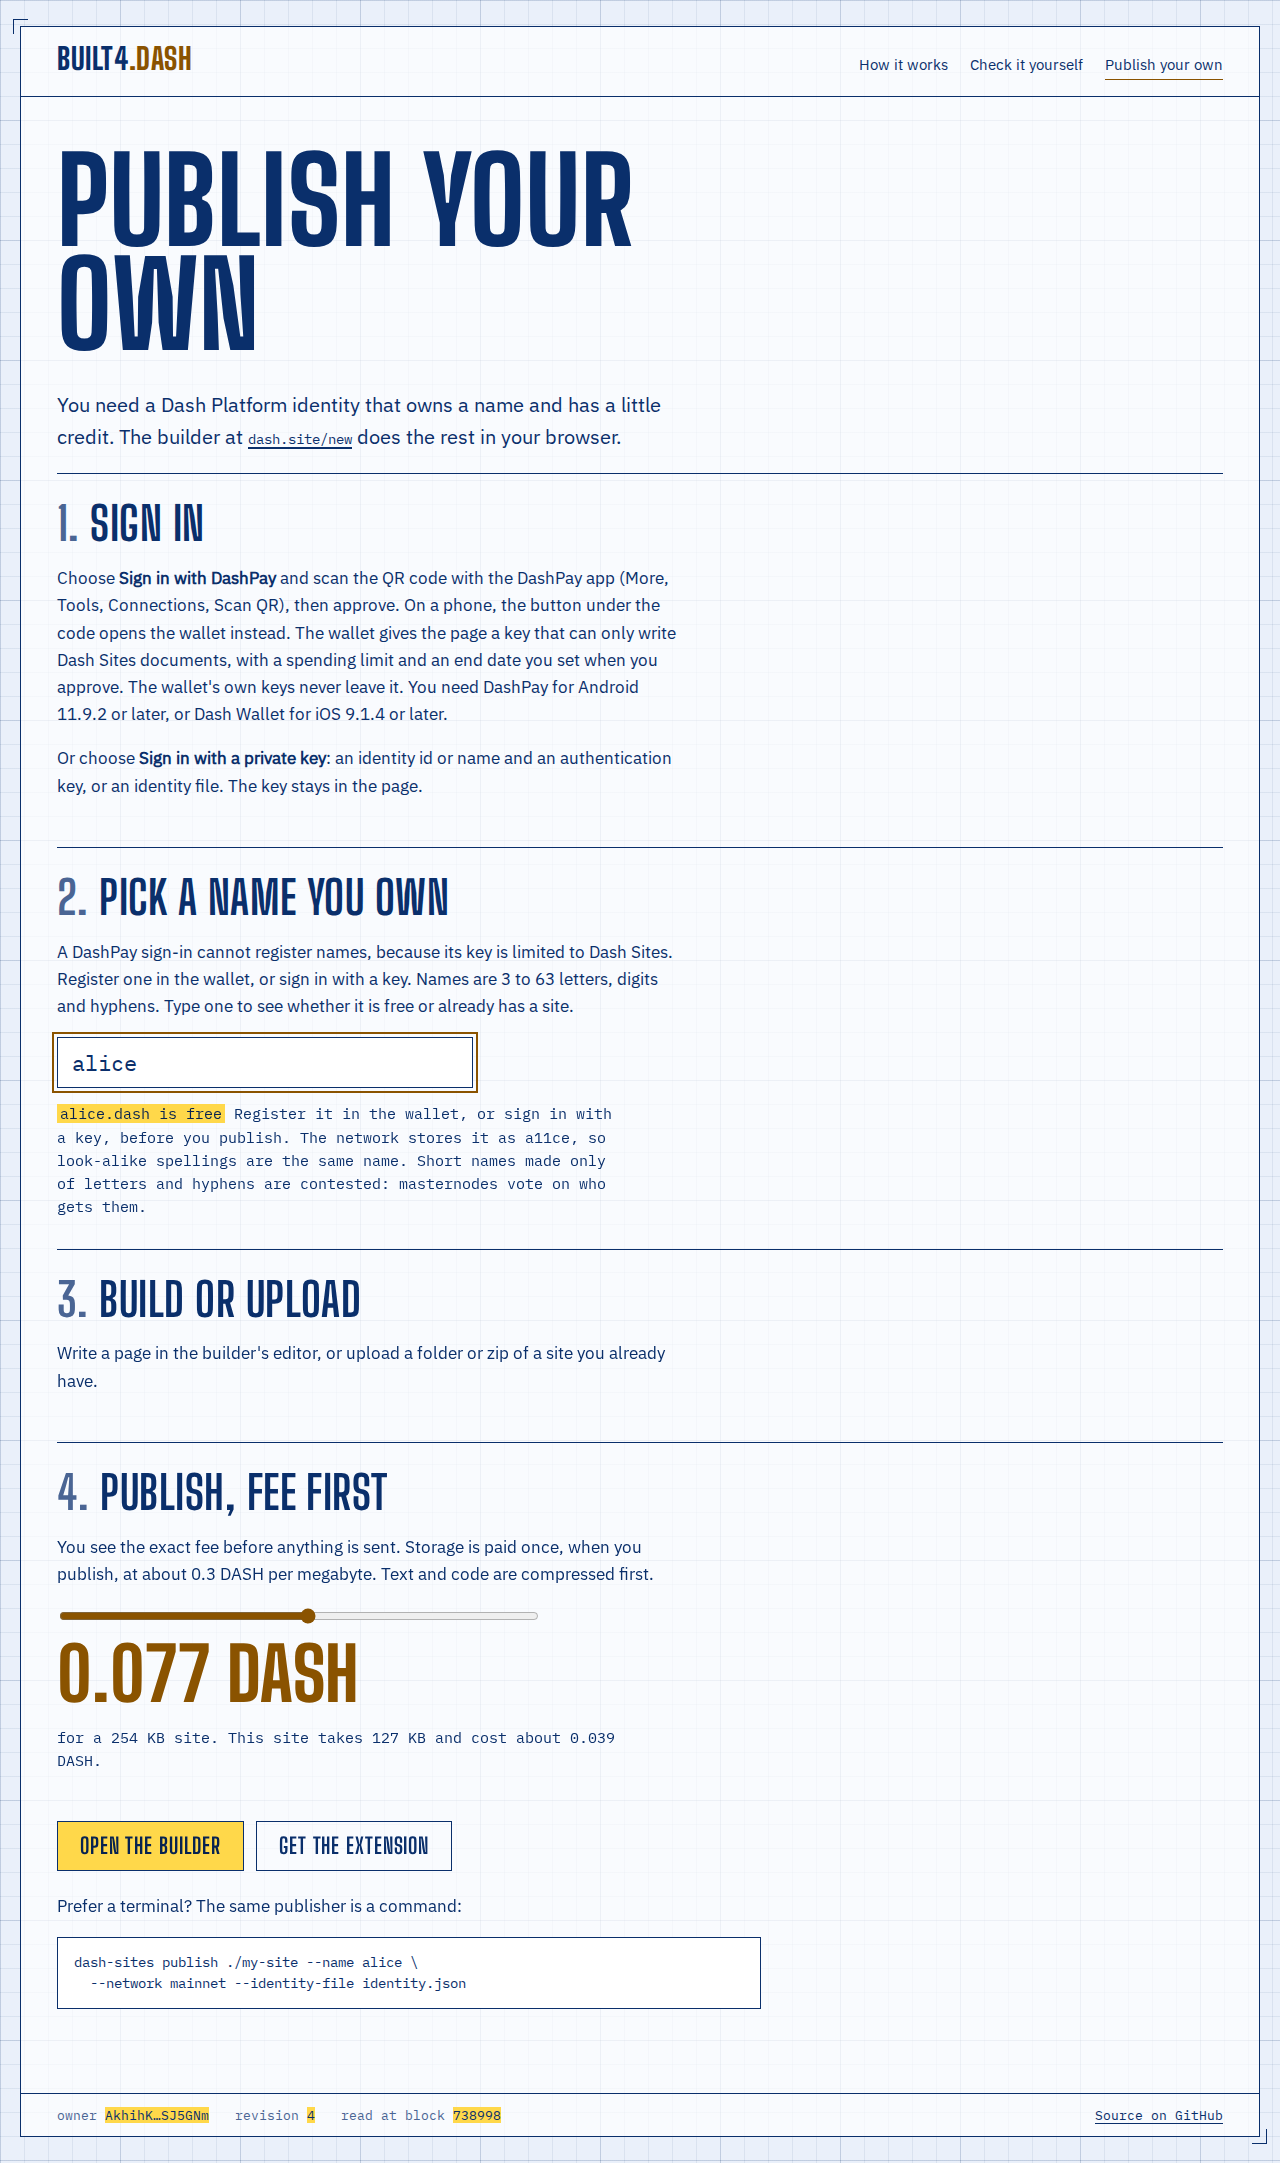 BUILT4.DASH
How it works Check it yourself Publish your own
PUBLISH YOUR
OWN
You need a Dash Platform identity that owns a name and has a little
credit. The builder at dash.site/new does the rest in your browser.
1. SIGN IN
Choose Sign in with DashPay and scan the QR code with the DashPay app (More,
Tools, Connections, Scan QR), then approve. On a phone, the button under the
code opens the wallet instead. The wallet gives the page a key that can only write
Dash Sites documents, with a spending limit and an end date you set when you
approve. The wallet's own keys never leave it. You need DashPay for Android
11.9.2 or later, or Dash Wallet for iOS 9.1.4 or later.
Or choose Sign in with a private key: an identity id or name and an authentication
key, or an identity file. The key stays in the page.
2. PICK A NAME YOU OWN
A DashPay sign-in cannot register names, because its key is limited to Dash Sites.
Register one in the wallet, or sign in with a key. Names are 3 to 63 letters, digits
and hyphens. Type one to see whether it is free or already has a site.
alice
alice.dash is free Register it in the wallet, or sign in with
a key, before you publish. The network stores it as a11ce, so
look-alike spellings are the same name. Short names made only
of letters and hyphens are contested: masternodes vote on who
gets them.
3. BUILD OR UPLOAD
Write a page in the builder's editor, or upload a folder or zip of a site you already
have.
4. PUBLISH, FEE FIRST
You see the exact fee before anything is sent. Storage is paid once, when you
publish, at about 0.3 DASH per megabyte. Text and code are compressed first.
0.077 DASH
for a 254 KB site. This site takes 127 KB and cost about 0.039
DASH.
OPEN THE BUILDER GET THE EXTENSION
Prefer a terminal? The same publisher is a command:
dash-sites publish ./my-site --name alice \
--network mainnet --identity-file identity.json
owner AkhihK…SJ5GNm revision 4 read at block 738998 Source on GitHub